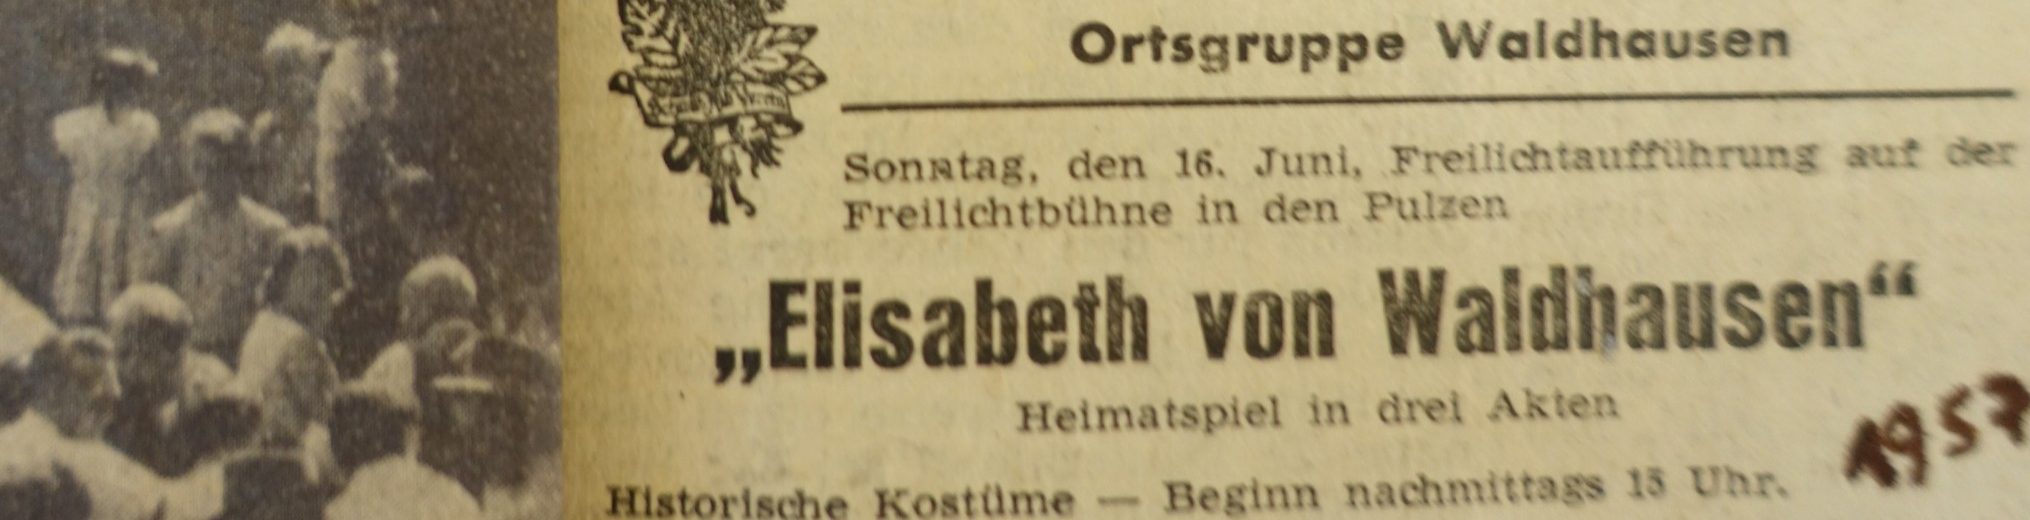 Ortsgruppe Waldhausen
Sonntag, den 16. Juni, Freilichtaufführung auf der
Freilichtbühne in den Pulzen
„Elisabeth von Waldhausen“
Heimatspiel in drei Akten
1957
Historische Kostüme — Beginn nachmittags 15 Uhr.